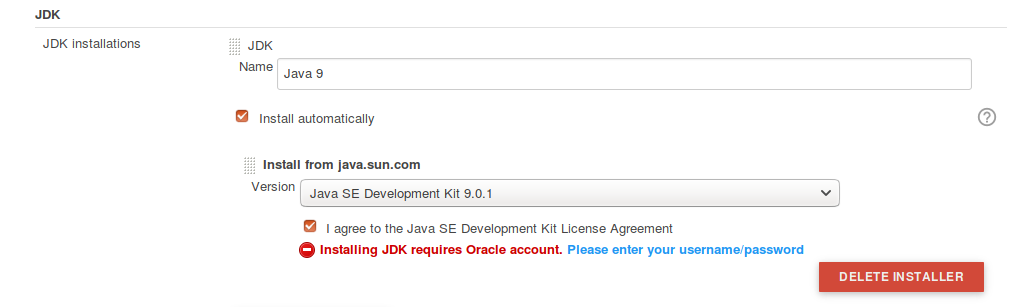 JDK
JDK installations
JDK
Name
Java 9
Install automatically
Install from java.sun.com
Version
Java SE Development Kit 9.0.1
I agree to the Java SE Development Kit License Agreement
Installing JDK requires Oracle account. Please enter your username/password
DELETE INSTALLER